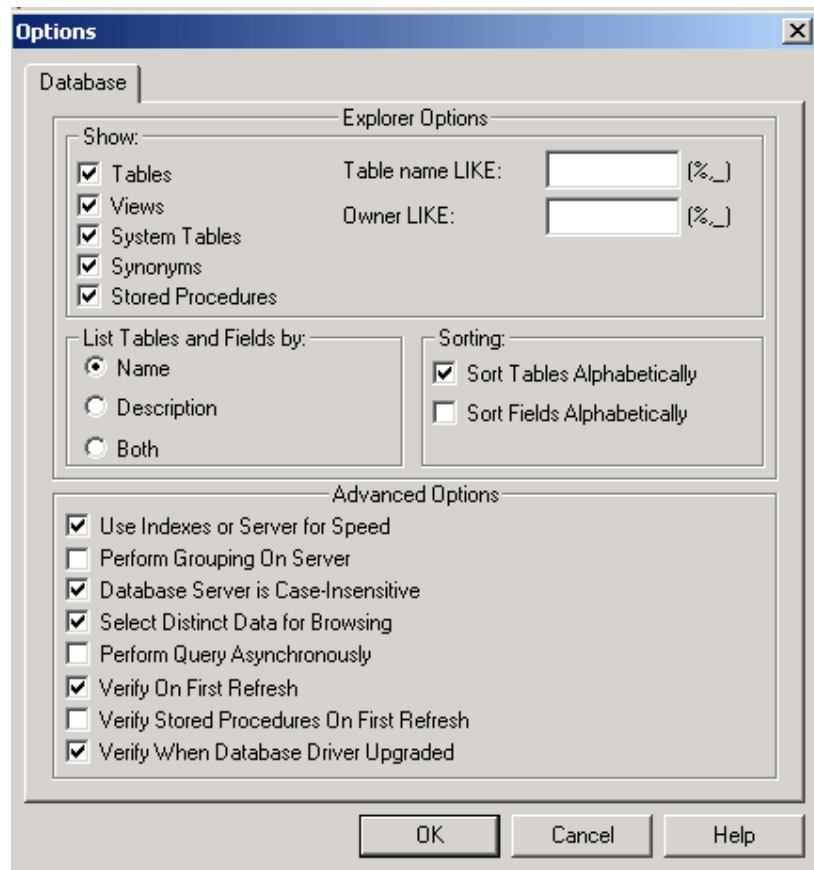 Options
Database
Explorer Options
Show:
Tables
Table name LIKE: (%,_)
Views
Owner LIKE: (%,_)
System Tables
Synonyms
Stored Procedures
List Tables and Fields by:
Name
Description
Both
Sorting:
Sort Tables Alphabetically
Sort Fields Alphabetically
Advanced Options
Use Indexes or Server for Speed
Perform Grouping On Server
Database Server is Case-Insensitive
Select Distinct Data for Browsing
Perform Query Asynchronously
Verify On First Refresh
Verify Stored Procedures On First Refresh
Verify When Database Driver Upgraded
OK Cancel Help